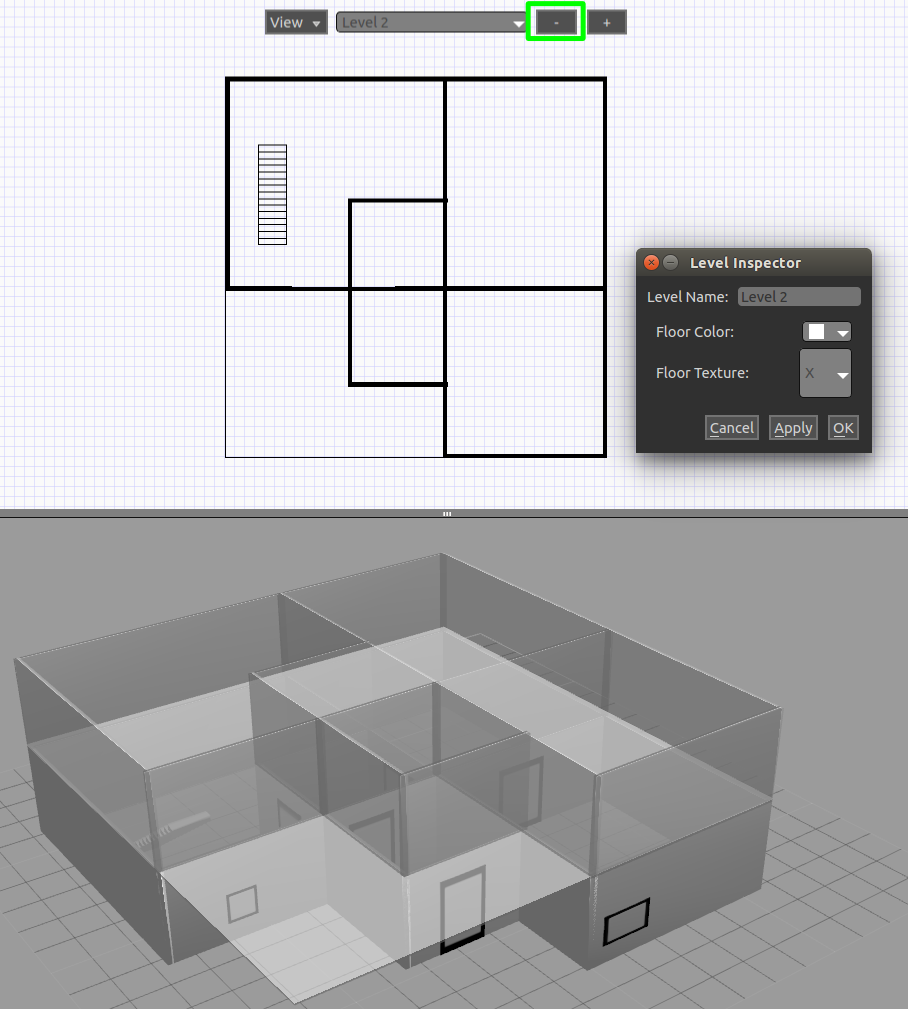 View
Level 2
-
+
Level Inspector
Level Name: Level 2
Floor Color:
Floor Texture: X
Cancel Apply OK